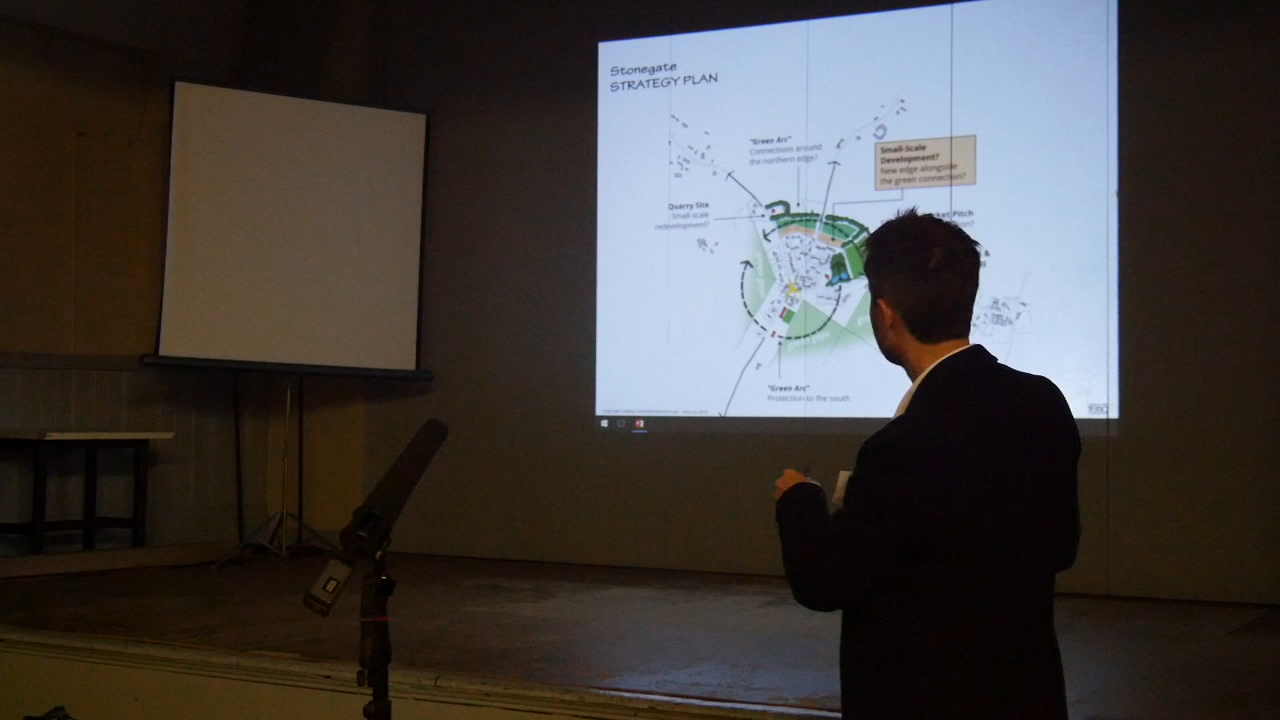 Stonegate
STRATEGY PLAN
"Green Arc"
Connections around
the northern edge?
Small-Scale
Development?
New edge alongside
the green connection?
Quarry Site
Small-scale
redevelopment?
Pitch
&
"Green Arc"
Protection to the south